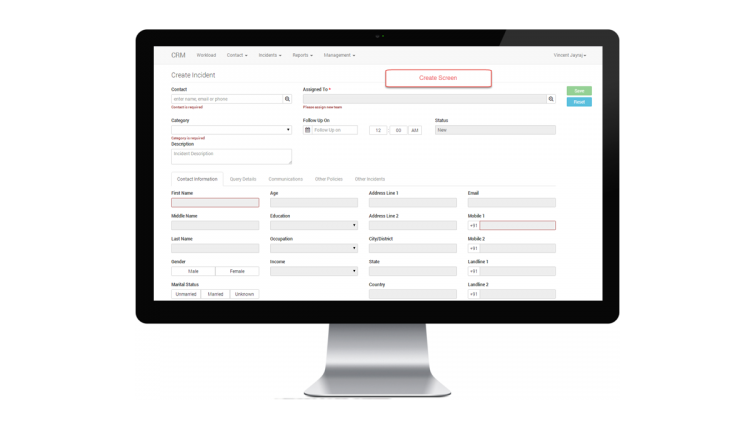 CRM Workload Contact Incidents Reports Management Vincent Jayraj
Create Incident
Create Screen
Contact Assigned To *
enter name, email or phone
Contact is required Please assign new team
Save
Reset
Category Follow Up On Status
Follow Up on 12 : 00 AM New
Category is required
Description
Incident Description
Contact Information Query Details Communications Other Policies Other Incidents
First Name Age Address Line 1 Email
Middle Name Education Address Line 2 Mobile 1
+91
Last Name Occupation City/District Mobile 2
+91
Gender Income State Landline 1
Male Female +91
Marital Status Country Landline 2
Unmarried Married Unknown +91